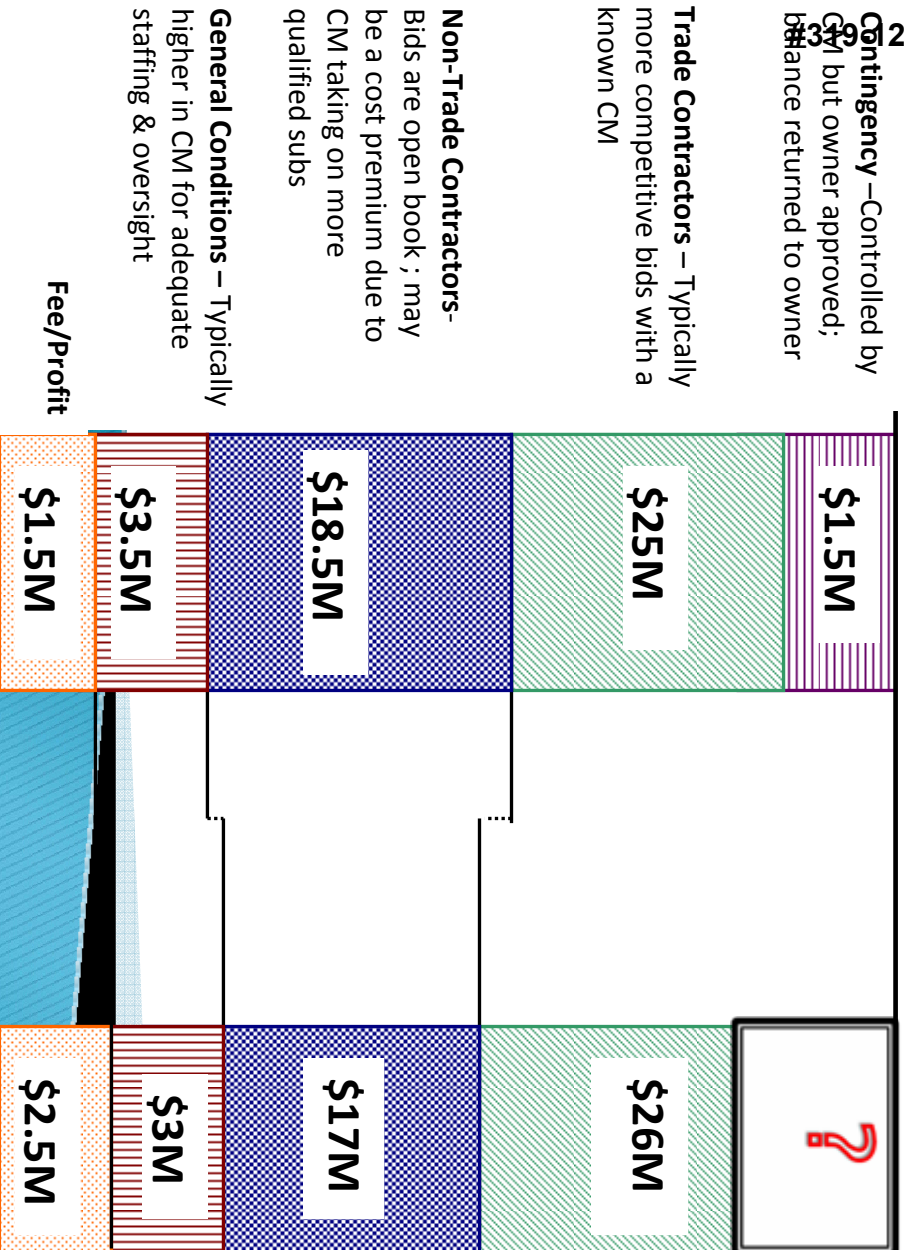 #319-12
Contingency –Controlled by
CM but owner approved;
balance returned to owner
Trade Contractors – Typically
more competitive bids with a
known CM
Non-Trade Contractors-
Bids are open book ; may
be a cost premium due to
CM taking on more
qualified subs
General Conditions – Typically
higher in CM for adequate
staffing & oversight
Fee/Profit
$1.5M
$25M
$18.5M
$3.5M
$1.5M
?
$26M
$17M
$3M
$2.5M